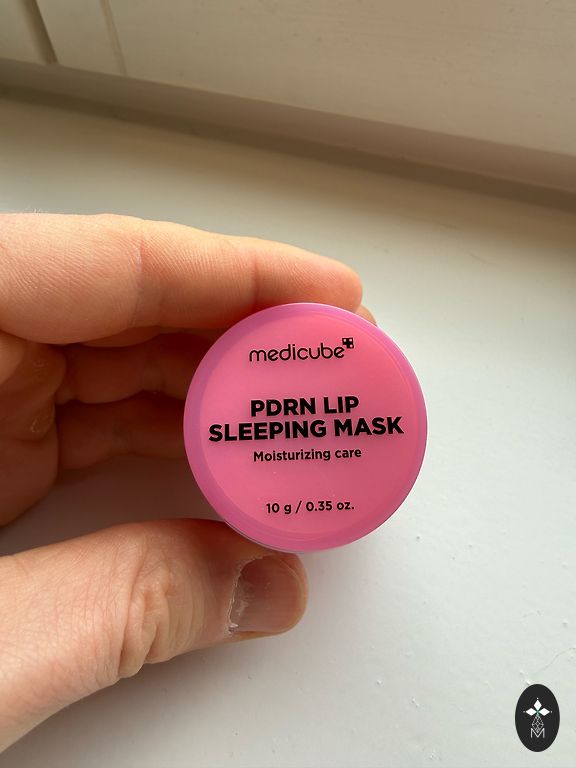 medicube
PDRN LIP
SLEEPING MASK
Moisturizing care
10 g / 0.35 oz.
M